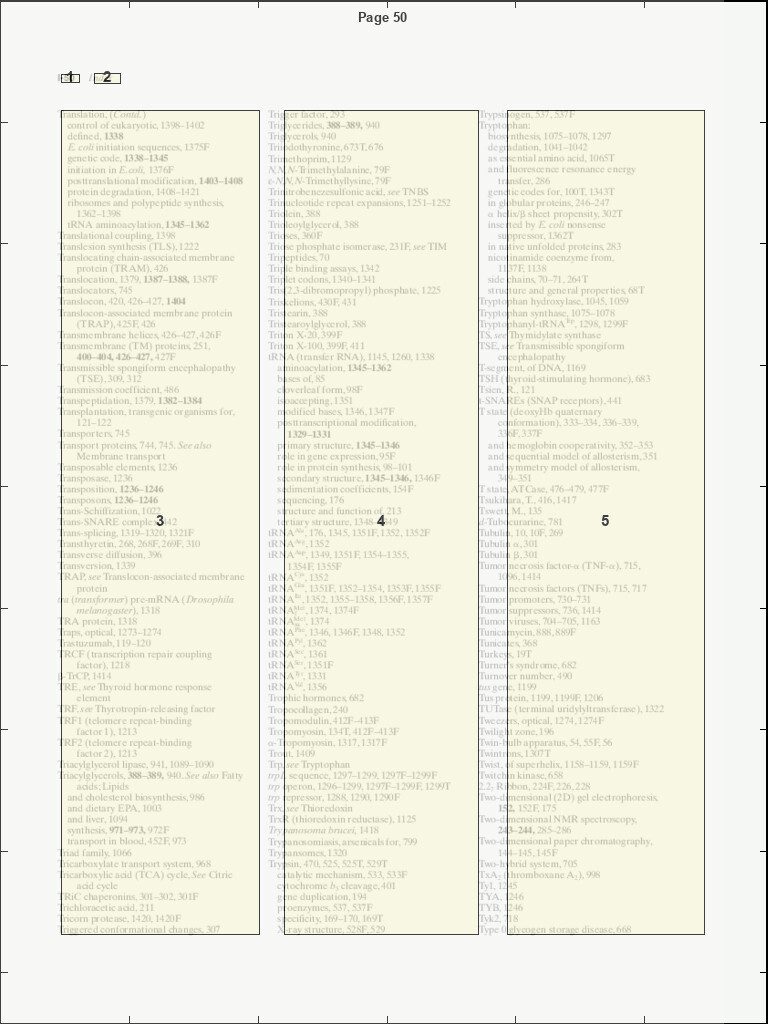 Page 50
1 2
Translation, (Contd.)
control of eukaryotic, 1398–1402
defined, 1338
E. coli initiation sequences, 1375F
genetic code, 1338–1345
initiation in E. coli, 1376F
posttranslational modification, 1403–1408
protein degradation, 1408–1421
ribosomes and polypeptide synthesis,
1362–1398
tRNA aminoacylation, 1345–1362
Translational coupling, 1398
Translesion synthesis (TLS), 1222
Translocating chain-associated membrane
protein (TRAM), 426
Translocation, 1379, 1387–1388, 1387F
Translocators, 745
Translocon, 420, 426–427, 1404
Translocon-associated membrane protein
(TRAP), 425F, 426
Transmembrane helices, 426–427, 426F
Transmembrane (TM) proteins, 251,
400–404, 426–427, 427F
Transmissible spongiform encephalopathy
(TSE), 309, 312
Transmission coefficient, 486
Transpeptidation, 1379, 1382–1384
Transplantation, transgenic organisms for,
121–122
Transporters, 745
Transport proteins, 744, 745. See also
Membrane transport
Transposable elements, 1236
Transposase, 1236
Transposition, 1236–1246
Transposons, 1236–1246
Trans-Schiffization, 1022
Trans-SNARE complex, 442
3
Trans-splicing, 1319–1320, 1321F
Transthyretin, 268, 268F, 269F, 310
Transverse diffusion, 396
Transversion, 1339
TRAP, see Translocon-associated membrane
protein
tra (transformer) pre-mRNA (Drosophila
melanogaster), 1318
TRA protein, 1318
Traps, optical, 1273–1274
Trastuzumab, 119–120
TRCF (transcription repair coupling
factor), 1218
β-TrCP, 1414
TRE, see Thyroid hormone response
element
TRF, see Thyrotropin-releasing factor
TRF1 (telomere repeat-binding
factor 1), 1213
TRF2 (telomere repeat-binding
factor 2), 1213
Triacylglycerol lipase, 941, 1089–1090
Triacylglycerols, 388–389, 940. See also Fatty
acids; Lipids
and cholesterol biosynthesis, 986
and dietary EPA, 1003
and liver, 1094
synthesis, 971–973, 972F
transport in blood, 452F, 973
Triad family, 1066
Tricarboxylate transport system, 968
Tricarboxylic acid (TCA) cycle, See Citric
acid cycle
TRiC chaperonins, 301–302, 301F
Trichloracetic acid, 211
Tricorn protease, 1420, 1420F
Triggered conformational changes, 307
Trigger factor, 293
Triglycerides, 388–389, 940
Triglycerols, 940
Triiodothyronine, 673T, 676
Trimethoprim, 1129
N,N,N-Trimethylalanine, 79F
ε-N,N,N-Trimethyllysine, 79F
Trinitrobenzenesulfonic acid, see TNBS
Trinucleotide repeat expansions, 1251–1252
Triolein, 388
Trioleoylglycerol, 388
Trioses, 360F
Triose phosphate isomerase, 231F, see TIM
Tripeptides, 70
Triple binding assays, 1342
Triplet codons, 1340–1341
Tris(2,3-dibromopropyl) phosphate, 1225
Triskelions, 430F, 431
Tristearin, 388
Tristearoylglycerol, 388
Triton X-20, 399F
Triton X-100, 399F, 411
tRNA (transfer RNA), 1145, 1260, 1338
aminoacylation, 1345–1362
bases of, 85
cloverleaf form, 98F
isoaccepting, 1351
modified bases, 1346, 1347F
posttranscriptional modification,
1329–1331
primary structure, 1345–1346
role in gene expression, 95F
role in protein synthesis, 98–101
secondary structure, 1345–1346, 1346F
sedimentation coefficients, 154F
sequencing, 176
structure and function of, 213
tertiary structure, 1348–1349
4
tRNA Ala, 176, 1345, 1351F, 1352, 1352F
tRNA Arg, 1352
tRNA Asp, 1349, 1351F, 1354–1355,
1354F, 1355F
tRNA Cys, 1352
tRNA Gln, 1351F, 1352–1354, 1353F, 1355F
tRNA Ile, 1352, 1355–1358, 1356F, 1357F
tRNA Met, 1374, 1374F
tRNA Met, 1374
tRNA Phe, 1346, 1346F, 1348, 1352
tRNA Pyl, 1362
tRNA Sec, 1361
tRNA Ser, 1351F
tRNA Tyr, 1331
tRNA Val, 1356
Trophic hormones, 682
Tropocollagen, 240
Tropomodulin, 412F–413F
Tropomyosin, 134T, 412F–413F
α-Tropomyosin, 1317, 1317F
Trout, 1409
Trp, see Tryptophan
trpL sequence, 1297–1299, 1297F–1299F
trp operon, 1296–1299, 1297F–1299F, 1299T
trp repressor, 1288, 1290, 1290F
Trx, see Thioredoxin
TrxR (thioredoxin reductase), 1125
Trypanosoma brucei, 1418
Trypanosomiasis, arsenicals for, 799
Trypansomes, 1320
Trypsin, 470, 525, 525T, 529T
catalytic mechanism, 533, 533F
cytochrome b5 cleavage, 401
gene duplication, 194
proenzymes, 537, 537F
specificity, 169–170, 169T
X-ray structure, 528F, 529
Trypsinogen, 537, 537F
Tryptophan:
biosynthesis, 1075–1078, 1297
degradation, 1041–1042
as essential amino acid, 1065T
and fluorescence resonance energy
transfer, 286
genetic codes for, 100T, 1343T
in globular proteins, 246–247
α helix/β sheet propensity, 302T
inserted by E. coli nonsense
suppressor, 1362T
in native unfolded proteins, 283
nicotinamide coenzyme from,
1137F, 1138
side chains, 70–71, 264T
structure and general properties, 68T
Tryptophan hydroxylase, 1045, 1059
Tryptophan synthase, 1075–1078
Tryptophanyl-tRNA Trp, 1298, 1299F
TS, see Thymidylate synthase
TSE, see Transmissible spongiform
encephalopathy
T-segment, of DNA, 1169
TSH (thyroid-stimulating hormone), 683
Tsien, R., 121
t-SNAREs (SNAP receptors), 441
T state (deoxyHb quaternary
conformation), 333–334, 336–339,
336F, 337F
and hemoglobin cooperativity, 352–353
and sequential model of allosterism, 351
and symmetry model of allosterism,
349–351
T state, ATCase, 476–479, 477F
Tsukihara, T., 416, 1417
Tswett, M., 135
d-Tubocurarine, 781
5
Tubulin, 10, 10F, 269
Tubulin α, 301
Tubulin β, 301
Tumor necrosis factor-α (TNF-α), 715,
1096, 1414
Tumor necrosis factors (TNFs), 715, 717
Tumor promoters, 730–731
Tumor suppressors, 736, 1414
Tumor viruses, 704–705, 1163
Tunicamycin, 888, 889F
Tunicates, 368
Turkeys, 19T
Turner's syndrome, 682
Turnover number, 490
tus gene, 1199
Tus protein, 1199, 1199F, 1206
TUTase (terminal uridylyltransferase), 1322
Tweezers, optical, 1274, 1274F
Twilight zone, 196
Twin-bulb apparatus, 54, 55F, 56
Twintrons, 1307T
Twist, of superhelix, 1158–1159, 1159F
Twitchin kinase, 658
2.2₇ Ribbon, 224F, 226, 228
Two-dimensional (2D) gel electrophoresis,
152, 152F, 175
Two-dimensional NMR spectroscopy,
243–244, 285–286
Two-dimensional paper chromatography,
144–145, 145F
Two-hybrid system, 705
TxA2 (thromboxane A2), 998
Ty1, 1245
TYA, 1246
TYB, 1246
Tyk2, 718
Type 0 glycogen storage disease, 668